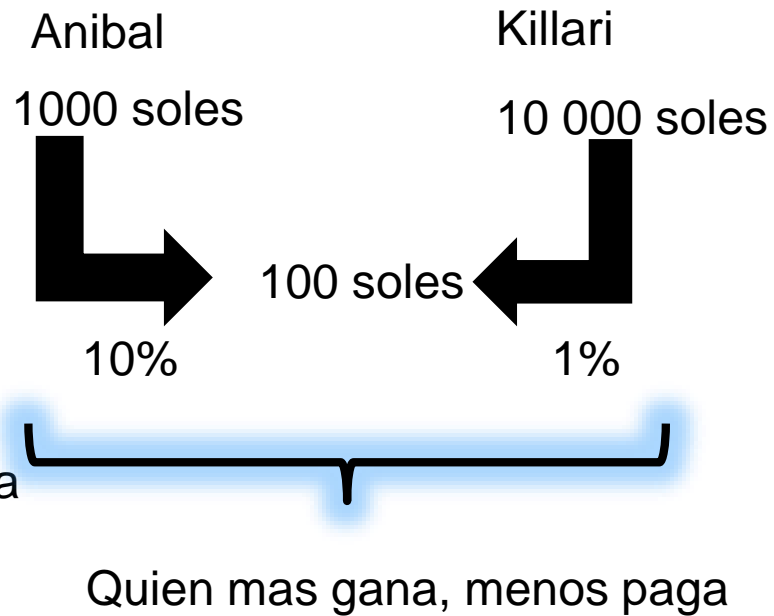 Anibal Killari
1000 soles 10 000 soles
100 soles
10% 1%
a
Quien mas gana, menos paga